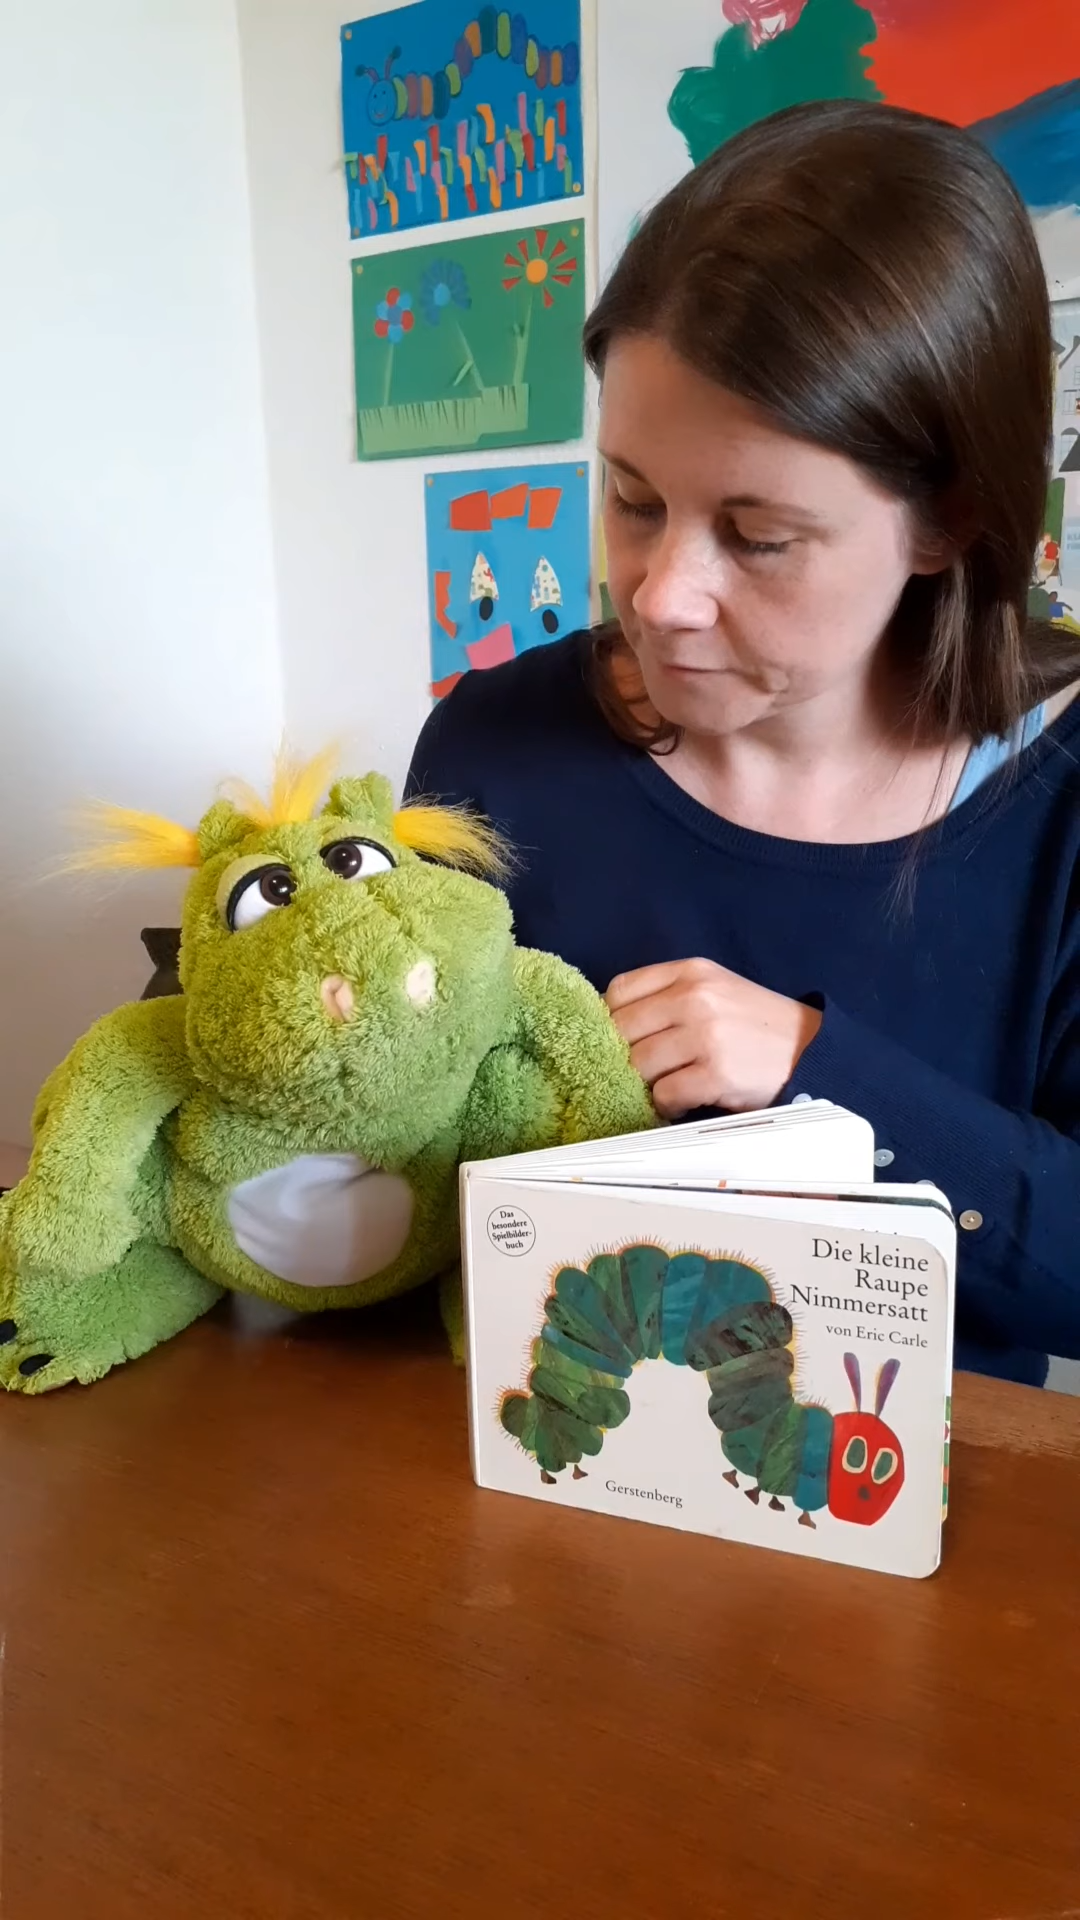 Das
besondere
Spielbilder-
buch
Die kleine
Raupe
Nimmersatt
von Eric Carle
Gerstenberg